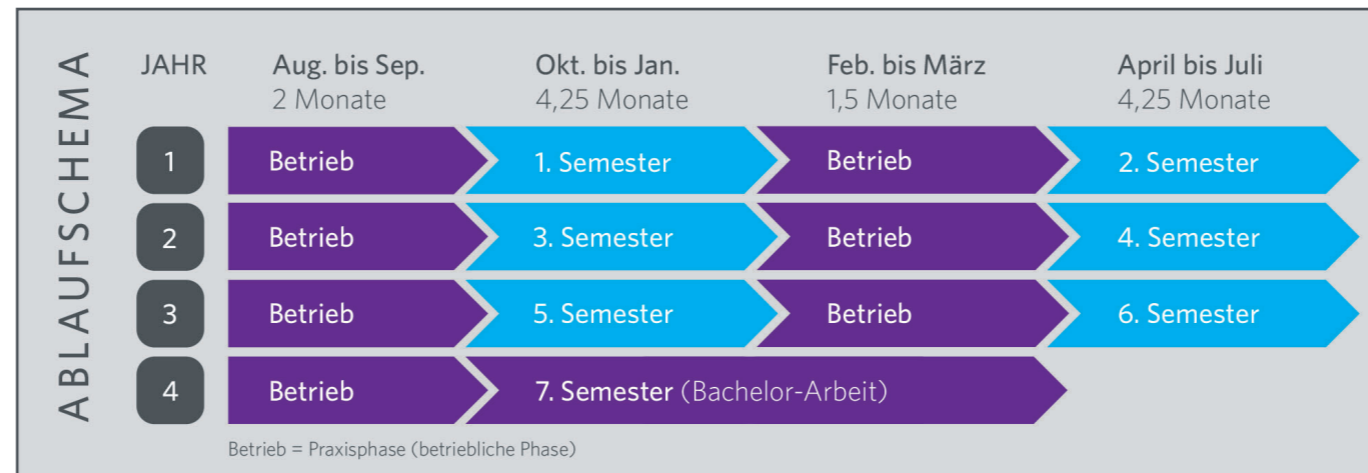 ABLAUFSCHEMA
JAHR Aug. bis Sep. Okt. bis Jan. Feb. bis März April bis Juli
2 Monate 4,25 Monate 1,5 Monate 4,25 Monate
1 Betrieb 1. Semester Betrieb 2. Semester
2 Betrieb 3. Semester Betrieb 4. Semester
3 Betrieb 5. Semester Betrieb 6. Semester
4 Betrieb 7. Semester (Bachelor-Arbeit)
Betrieb = Praxisphase (betriebliche Phase)